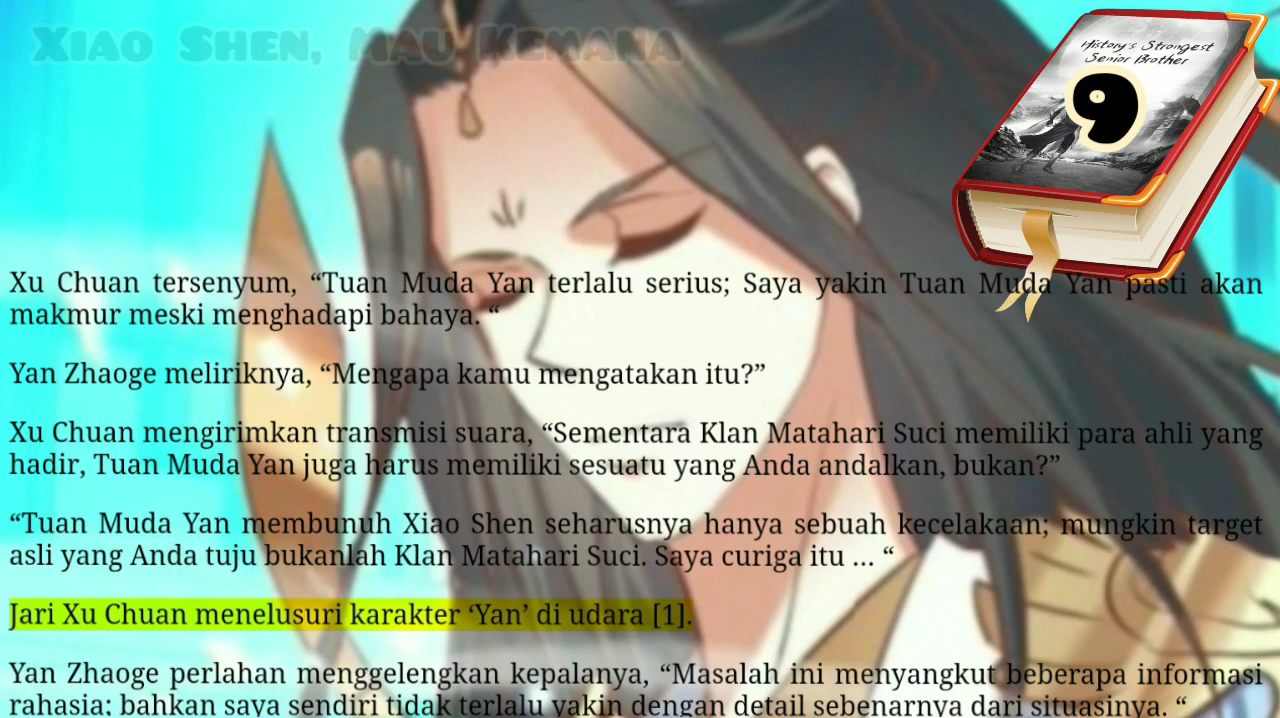 Xiao Shen, mau Kemana
History's Strongest
Senior Brother
9
Xu Chuan tersenyum, “Tuan Muda Yan terlalu serius; Saya yakin Tuan Muda Yan pasti akan
makmur meski menghadapi bahaya. “
Yan Zhaoge meliriknya, “Mengapa kamu mengatakan itu?”
Xu Chuan mengirimkan transmisi suara, “Sementara Klan Matahari Suci memiliki para ahli yang
hadir, Tuan Muda Yan juga harus memiliki sesuatu yang Anda andalkan, bukan?”
“Tuan Muda Yan membunuh Xiao Shen seharusnya hanya sebuah kecelakaan; mungkin target
asli yang Anda tuju bukanlah Klan Matahari Suci. Saya curiga itu … “
Jari Xu Chuan menelusuri karakter ‘Yan’ di udara [1].
Yan Zhaoge perlahan menggelengkan kepalanya, “Masalah ini menyangkut beberapa informasi
rahasia; bahkan saya sendiri tidak terlalu yakin dengan detail sebenarnya dari situasinya. “